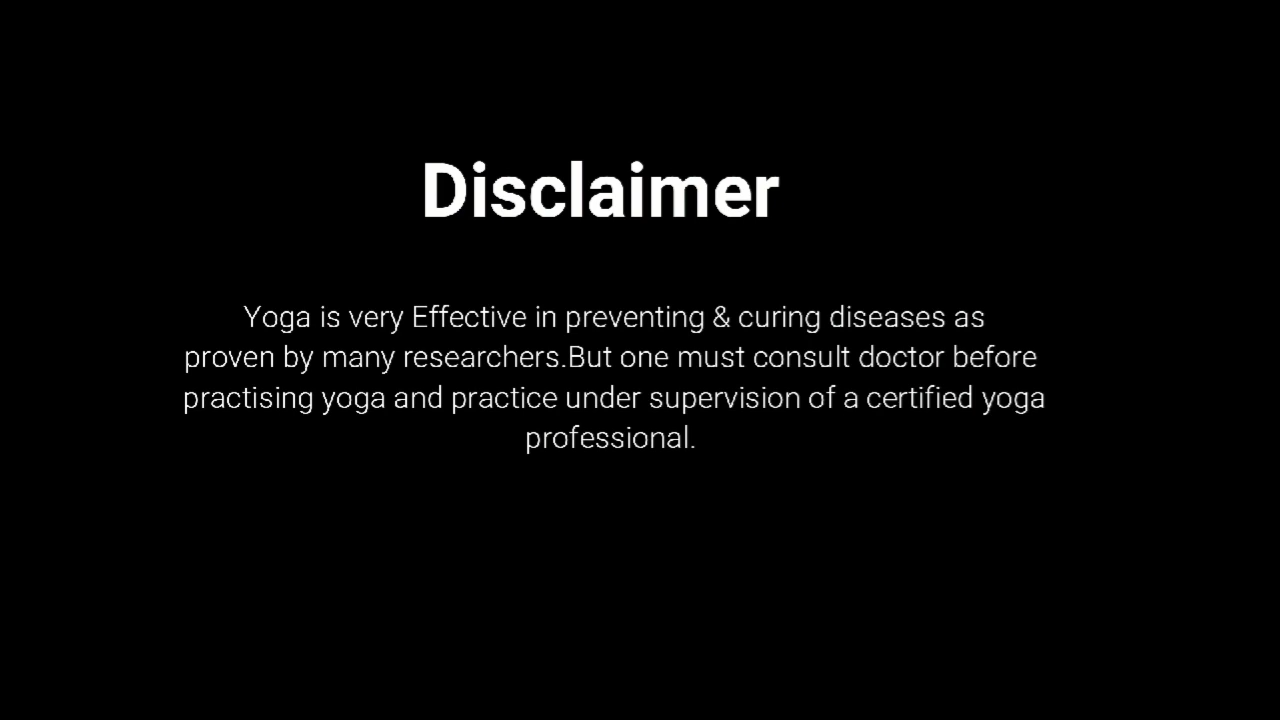 Disclaimer
Yoga is very Effective in preventing & curing diseases as
proven by many researchers.But one must consult doctor before
practising yoga and practice under supervision of a certified yoga
professional.